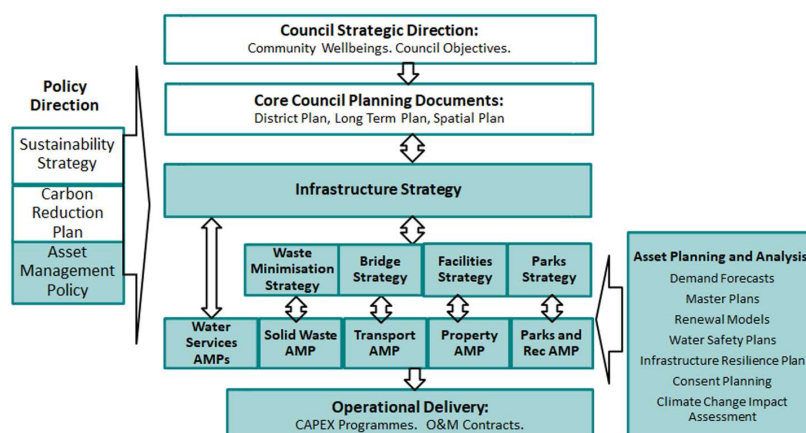 Council Strategic Direction:
Community Wellbeings. Council Objectives.
Policy
Direction
Core Council Planning Documents:
District Plan, Long Term Plan, Spatial Plan
Sustainability
Strategy
Carbon
Reduction
Plan
Asset
Management
Policy
Infrastructure Strategy
Waste
Minimisation
Strategy
Bridge
Strategy
Facilities
Strategy
Parks
Strategy
Water
Services
AMPs
Solid Waste
AMP
Transport
AMP
Property
AMP
Parks and
Rec AMP
Operational Delivery:
CAPEX Programmes. O&M Contracts.
Asset Planning and Analysis
Demand Forecasts
Master Plans
Renewal Models
Water Safety Plans
Infrastructure Resilience Plan
Consent Planning
Climate Change Impact
Assessment